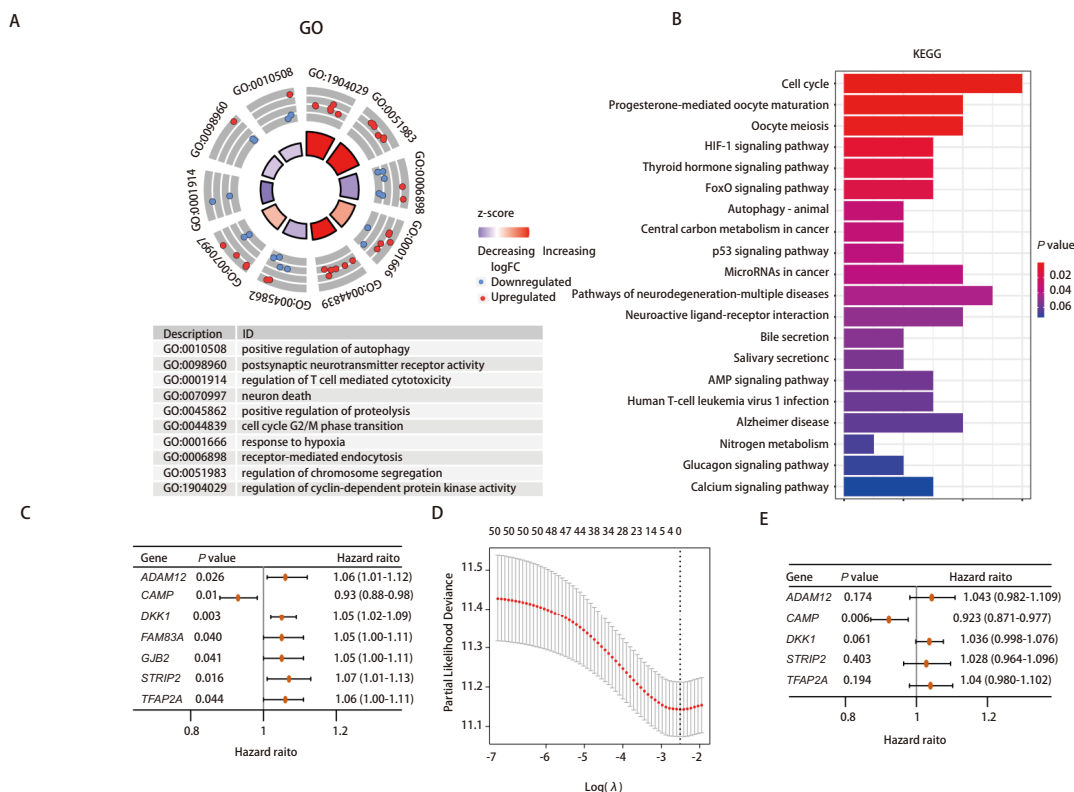 A
GO
GO:0010508
GO:1904029
GO:0098960
GO:0051983
GO:0001914
GO:0006898
GO:0070997
GO:0001666
GO:0045862
GO:0044839
z-score
Decreasing Increasing
logFC
Downregulated
Upregulated
Description ID
GO:0010508 positive regulation of autophagy
GO:0098960 postsynaptic neurotransmitter receptor activity
GO:0001914 regulation of T cell mediated cytotoxicity
GO:0070997 neuron death
GO:0045862 positive regulation of proteolysis
GO:0044839 cell cycle G2/M phase transition
GO:0001666 response to hypoxia
GO:0006898 receptor-mediated endocytosis
GO:0051983 regulation of chromosome segregation
GO:1904029 regulation of cyclin-dependent protein kinase activity
B
KEGG
Cell cycle
Progesterone-mediated oocyte maturation
Oocyte meiosis
HIF-1 signaling pathway
Thyroid hormone signaling pathway
FoxO signaling pathway
Autophagy - animal
Central carbon metabolism in cancer
p53 signaling pathway
MicroRNAs in cancer
Pathways of neurodegeneration-multiple diseases
Neuroactive ligand-receptor interaction
Bile secretion
Salivary secretionc
AMP signaling pathway
Human T-cell leukemia virus 1 infection
Alzheimer disease
Nitrogen metabolism
Glucagon signaling pathway
Calcium signaling pathway
P value
0.02
0.04
0.06
C
Gene P value Hazard raito
ADAM12 0.026 1.06 (1.01-1.12)
CAMP 0.01 0.93 (0.88-0.98)
DKK1 0.003 1.05 (1.02-1.09)
FAM83A 0.040 1.05 (1.00-1.11)
GJB2 0.041 1.05 (1.00-1.11)
STRIP2 0.016 1.07 (1.01-1.13)
TFAP2A 0.044 1.06 (1.00-1.11)
0.8 1 1.2
Hazard raito
D
50 50 50 50 48 47 44 38 34 28 23 14 5 4 0
Partial Likelihood Deviance
11.5
11.4
11.3
11.2
11.1
-7 -6 -5 -4 -3 -2
Log(λ)
E
Gene P value Hazard raito
ADAM12 0.174 1.043 (0.982-1.109)
CAMP 0.006 0.923 (0.871-0.977)
DKK1 0.061 1.036 (0.998-1.076)
STRIP2 0.403 1.028 (0.964-1.096)
TFAP2A 0.194 1.04 (0.980-1.102)
0.8 1 1.2
Hazard raito